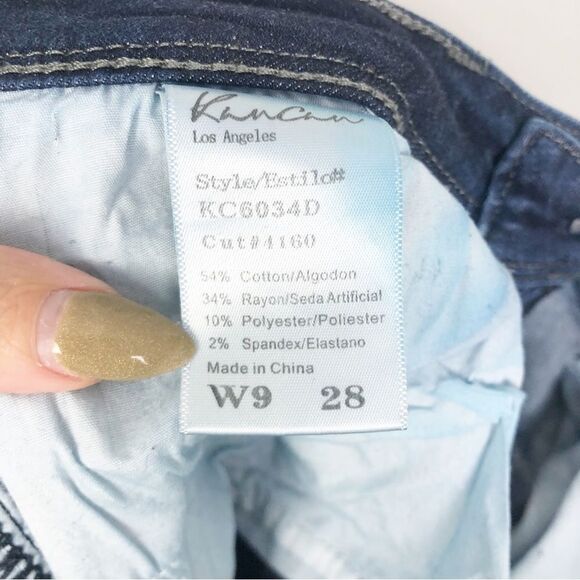 KanCan
Los Angeles
Style/Estilo#
KC6034D
Cut#4160
54% Cotton/Algodon
34% Rayon/Seda Artificial
10% Polyester/Poliester
2% Spandex/Elastano
Made in China
W9 28